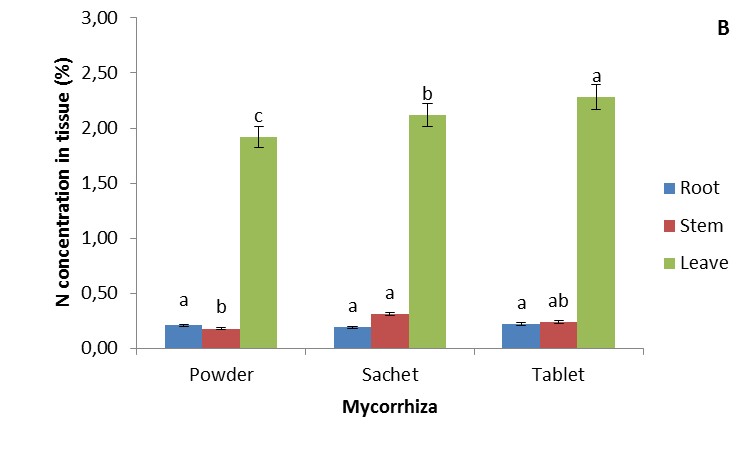 B
N concentration in tissue (%)
3,00
2,50
2,00
1,50
1,00
0,50
0,00
a
b
c
a
a
b
a
ab
a
Powder
Sachet
Tablet
Mycorrhiza
Root
Stem
Leave